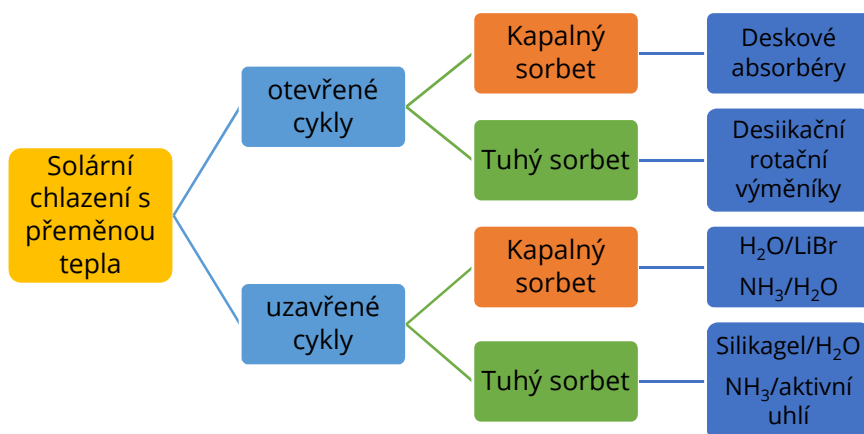 Solární
chlazení s
přeměnou
tepla
otevřené
cykly
Kapalný
sorbet
Deskové
absorbéry
Tuhý sorbet
Desiikační
rotační
výměníky
uzavřené
cykly
Kapalný
sorbet
H₂O/LiBr
NH₃/H₂O
Tuhý sorbet
Silikagel/H₂O
NH₃/aktivní
uhlí